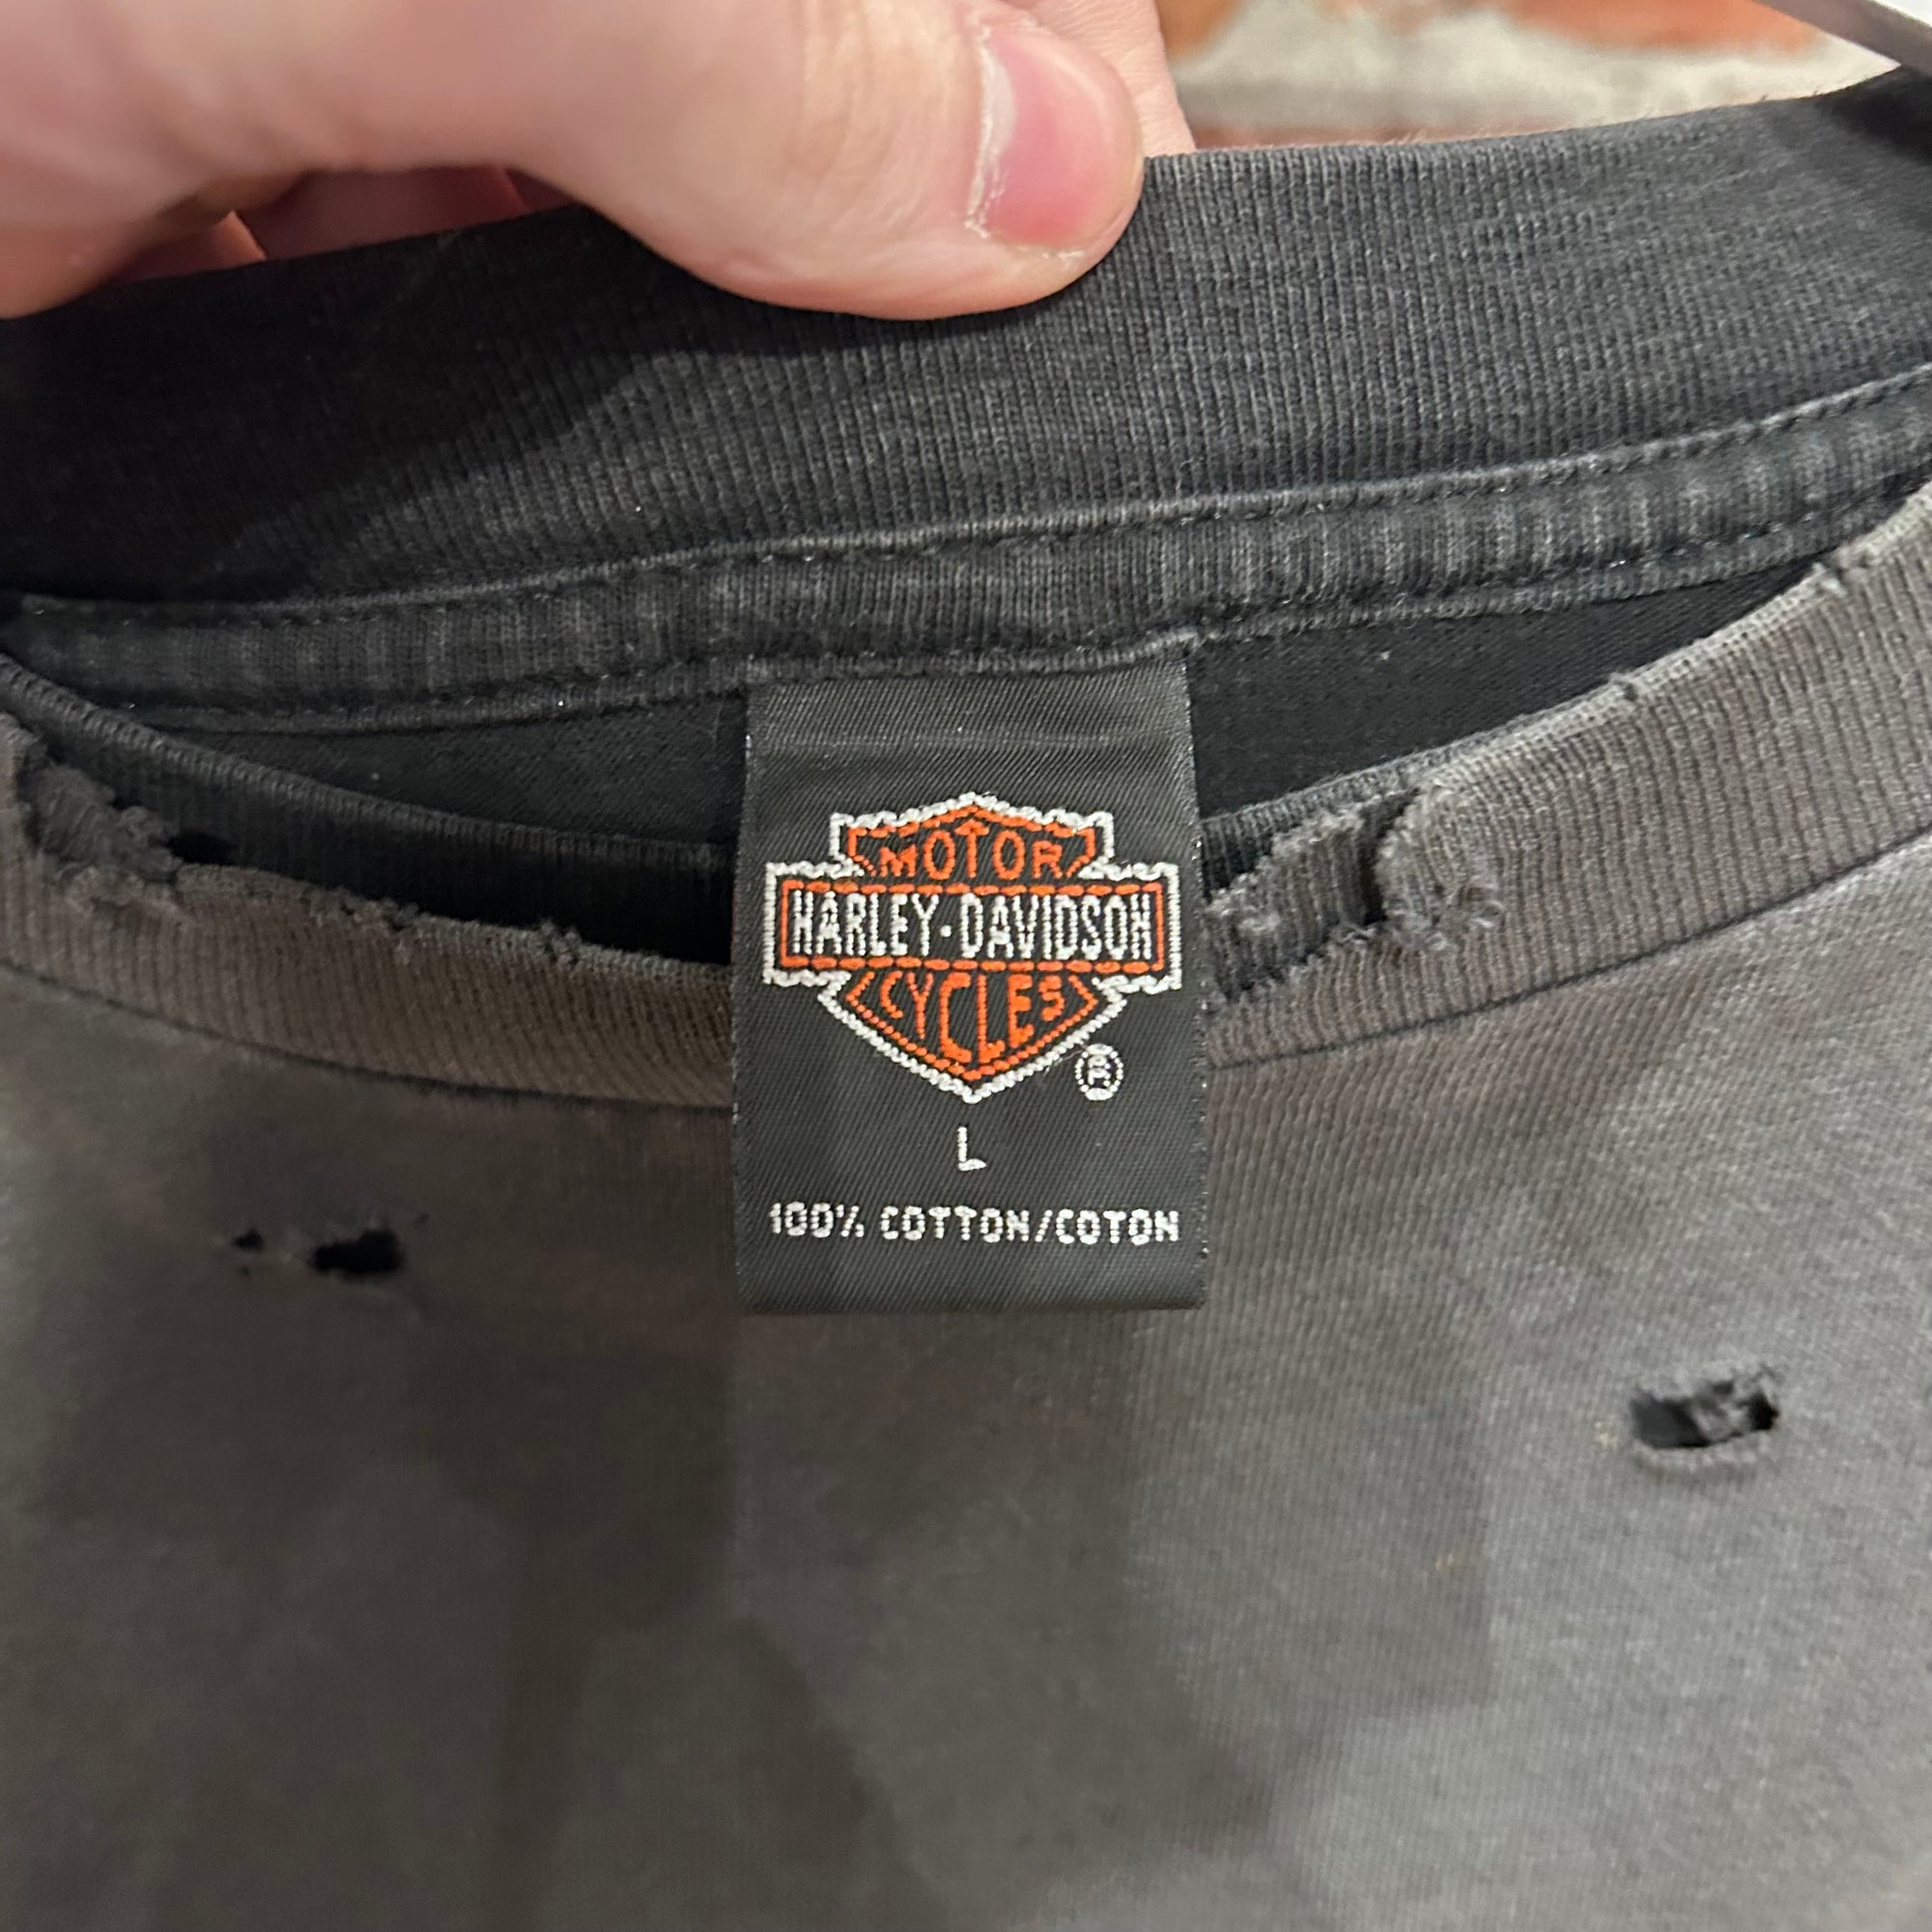 MOTOR
HARLEY-DAVIDSON
CYCLES
®
L
100% COTTON/COTON